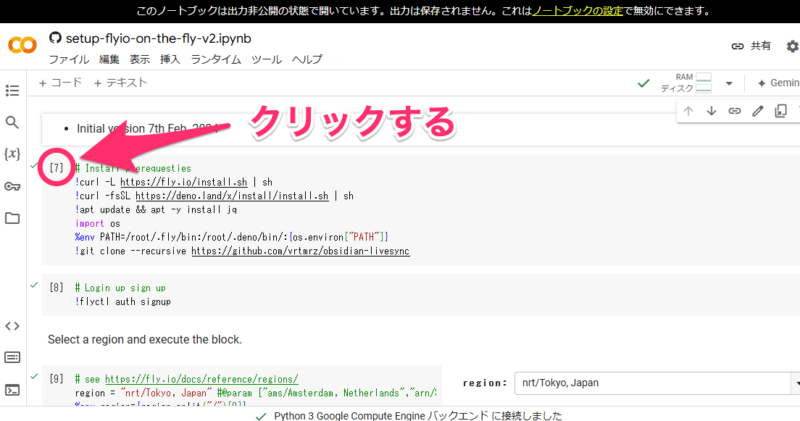 このノートブックは出力非公開の状態で開いています。出力は保存されません。これはノートブックの設定で無効にできます。
CO
setup-flyio-on-the-fly-v2.ipynb
共有
ファイル 編集 表示 挿入 ランタイム ツール ヘルプ
+ コード + テキスト
RAM
ディスク
Gemin
• Initial version 7th Feb, 2024
クリックする
[7] # Install prerequesties
!curl -L https://fly.io/install.sh | sh
!curl -fsSL https://deno.land/x/install/install.sh | sh
!apt update && apt -y install jq
import os
%env PATH=/root/.fly/bin:/root/.deno/bin/:{os.environ["PATH"]}
!git clone --recursive https://github.com/vrtmrz/obsidian-livesync
[8] # Login up sign up
!flyctl auth signup
Select a region and execute the block.
[9] # see https://fly.io/docs/reference/regions/
region = "nrt/Tokyo, Japan" #@param ["ams/Amsterdam, Netherlands","arn/
region: nrt/Tokyo, Japan
Python 3 Google Compute Engine バックエンド に接続しました